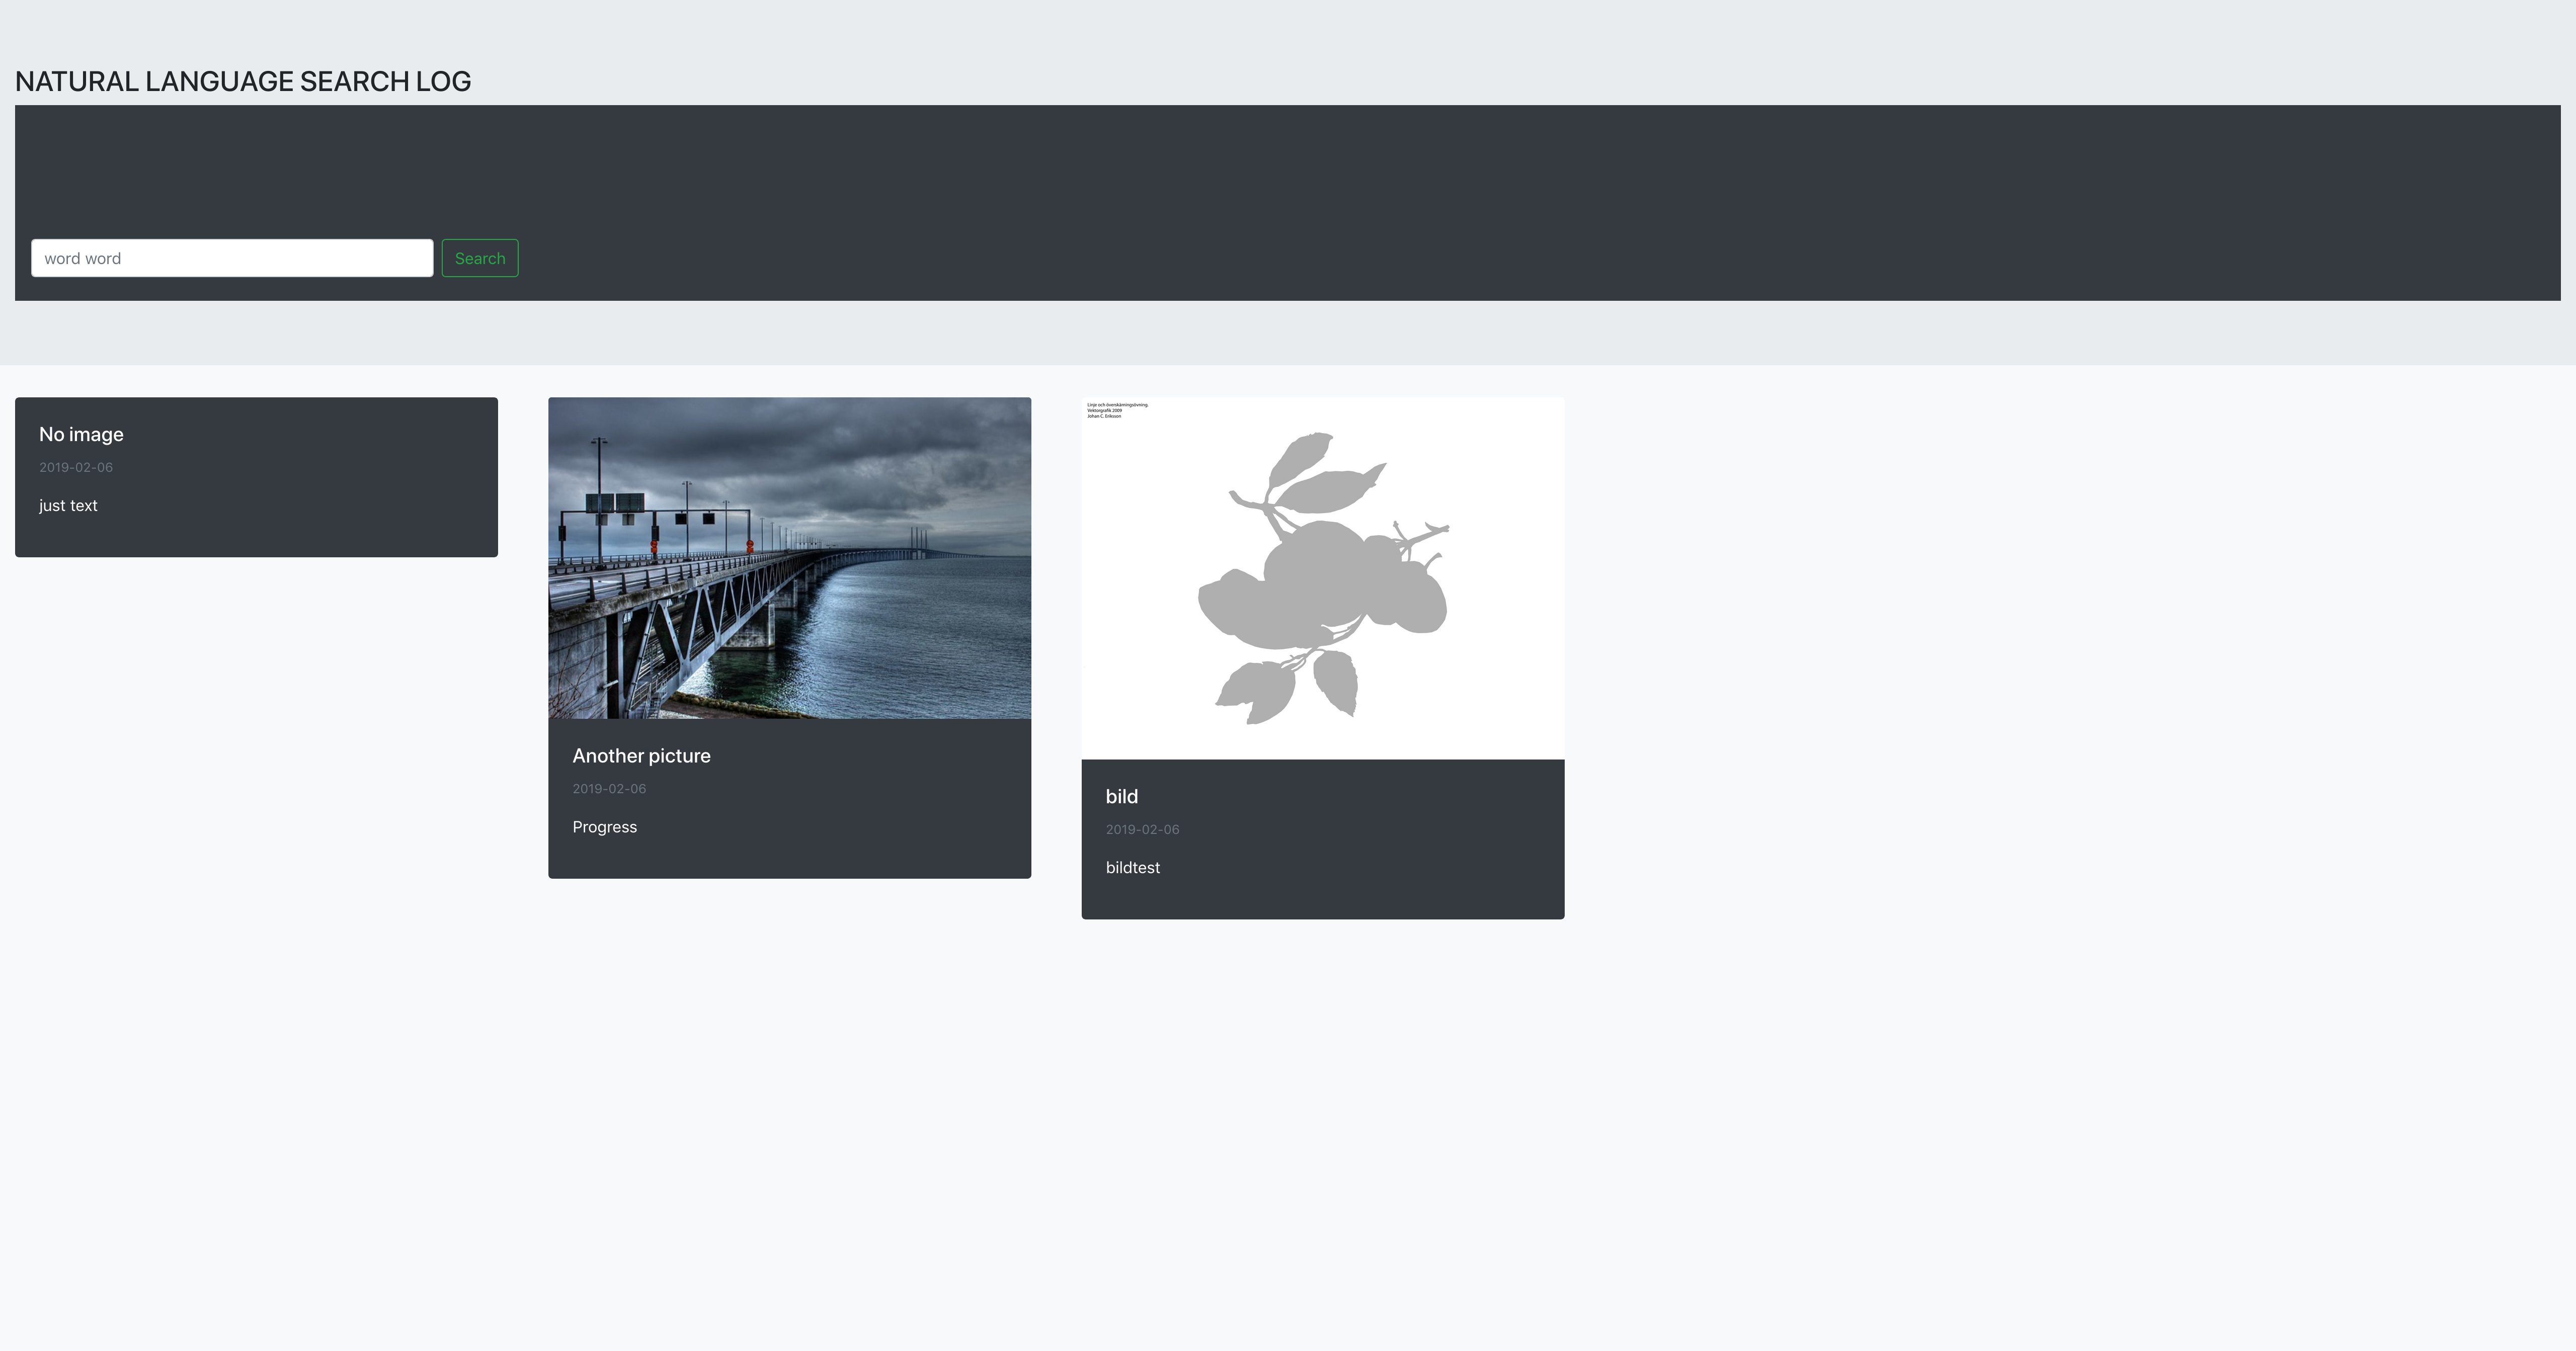 NATURAL LANGUAGE SEARCH LOG
word word
Search
No image
2019-02-06
just text
Another picture
2019-02-06
Progress
Linje och överskärningsövning.
Vektorgrafik 2009
Johan C. Eriksson
bild
2019-02-06
bildtest